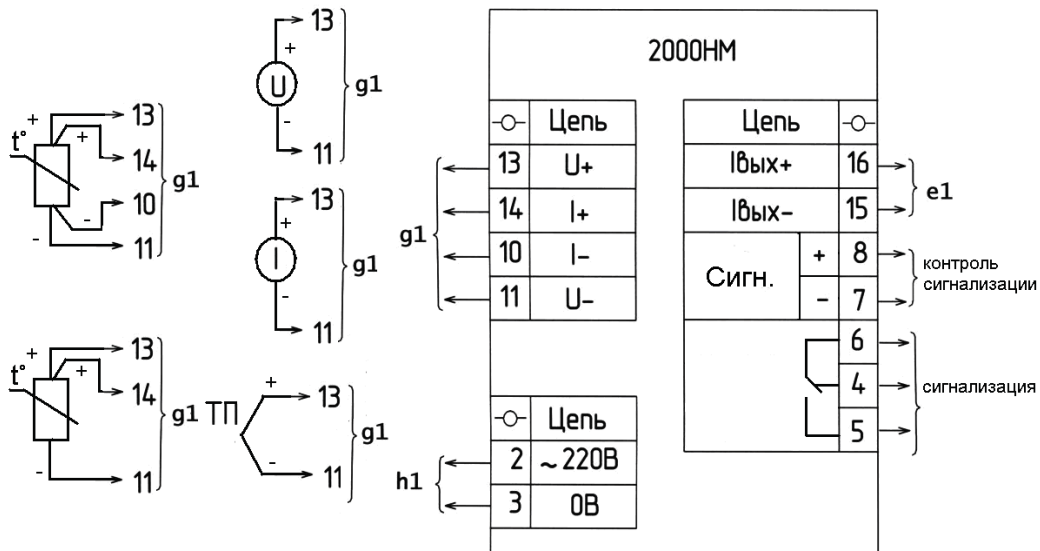 2000НМ
13
+
U
-
11
g1
+
13
+
t°
14
g1
10
-
-
11
13
+
I
-
11
g1
+
13
+
t°
14
g1
-
11
ТП
+
13
g1
-
11
Цепь
13 U+
14 I+
10 I-
11 U-
g1
Цепь
2 ~220В
3 0В
h1
Цепь
Iвых+ 16
Iвых- 15
e1
Сигн.
+ 8
- 7
контроль
сигнализации
6
4
5
сигнализация